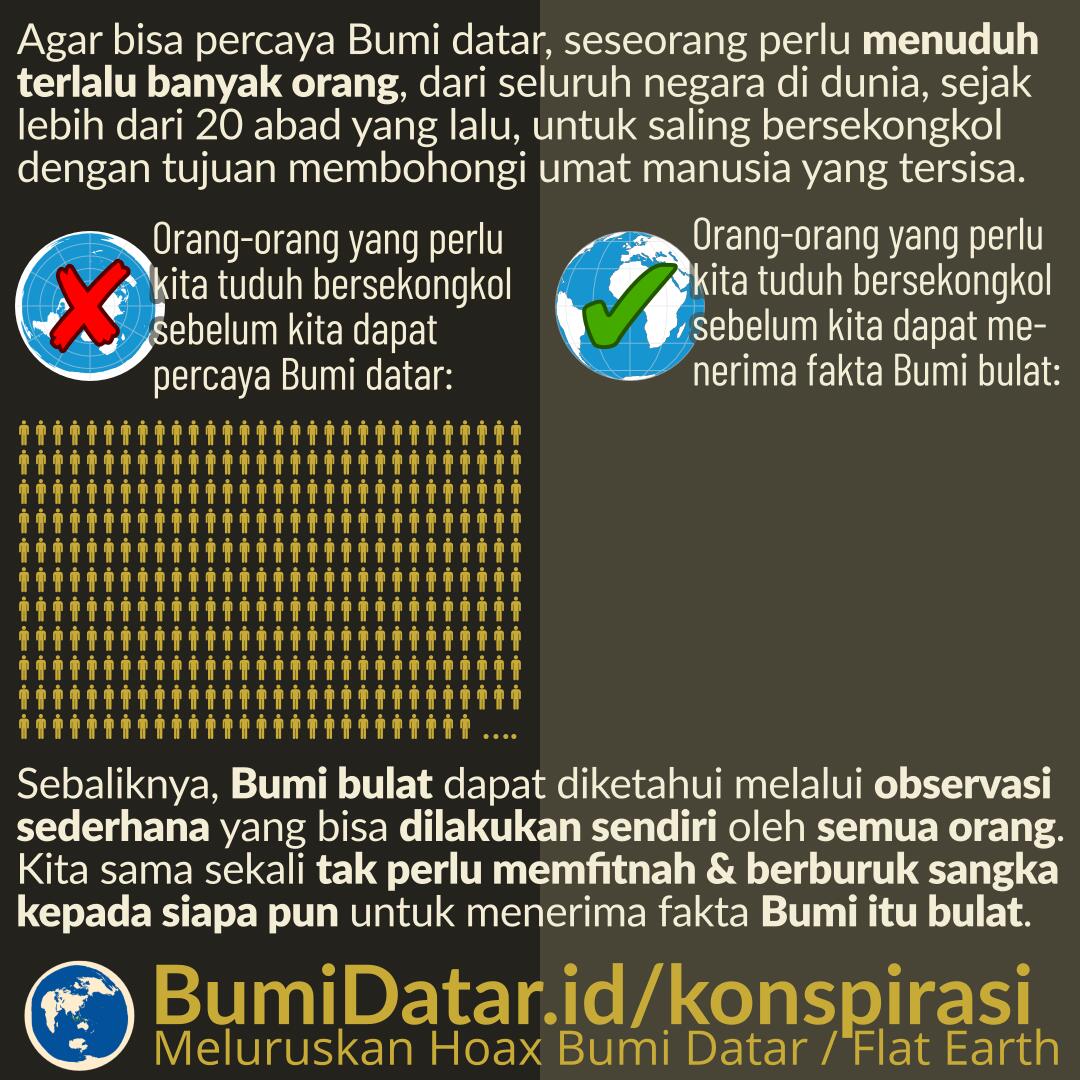 Agar bisa percaya Bumi datar, seseorang perlu menuduh
terlalu banyak orang, dari seluruh negara di dunia, sejak
lebih dari 20 abad yang lalu, untuk saling bersekongkol
dengan tujuan membohongi umat manusia yang tersisa.
Orang-orang yang perlu
kita tuduh bersekongkol
sebelum kita dapat
percaya Bumi datar:
....
Orang-orang yang perlu
kita tuduh bersekongkol
sebelum kita dapat me-
nerima fakta Bumi bulat:
Sebaliknya, Bumi bulat dapat diketahui melalui observasi
sederhana yang bisa dilakukan sendiri oleh semua orang.
Kita sama sekali tak perlu memfitnah & berburuk sangka
kepada siapa pun untuk menerima fakta Bumi itu bulat.
BumiDatar.id/konspirasi
Meluruskan Hoax Bumi Datar / Flat Earth